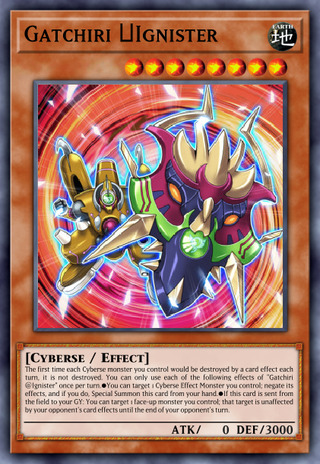 Gatchiri □Ignister
EARTH
地
[Cyberse / Effect]
The first time each Cyberse monster you control would be destroyed by a card effect each
turn, it is not destroyed. You can only use each of the following effects of "Gatchiri
@Ignister" once per turn.●You can target 1 Cyberse Effect Monster you control; negate its
effects, and if you do, Special Summon this card from your hand.●If this card is sent from
the field to your GY: You can target 1 face-up monster you control; that target is unaffected
by your opponent's card effects until the end of your opponent's turn.
ATK/ 0 DEF/3000